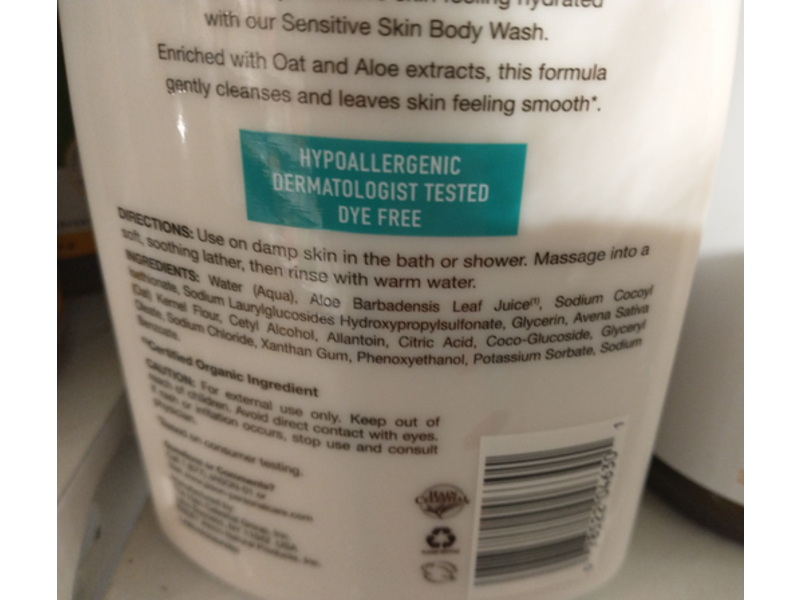 feeling hydrated
with our Sensitive Skin Body Wash.
Enriched with Oat and Aloe extracts, this formula
gently cleanses and leaves skin feeling smooth*.
HYPOALLERGENIC
DERMATOLOGIST TESTED
DYE FREE
DIRECTIONS: Use on damp skin in the bath or shower. Massage into a
soft, soothing lather, then rinse with warm water.
INGREDIENTS: Water (Aqua), Aloe Barbadensis Leaf Juice(1), Sodium Cocoyl
Isethionate, Sodium Laurylglucosides Hydroxypropylsulfonate, Glycerin, Avena Sativa
(Oat) Kernel Flour, Cetyl Alcohol, Allantoin, Citric Acid, Coco-Glucoside, Glyceryl
Oleate, Sodium Chloride, Xanthan Gum, Phenoxyethanol, Potassium Sorbate, Sodium
Benzoate.
Certified Organic Ingredient
CAUTION: For external use only. Keep out of
reach of children. Avoid direct contact with eyes.
If rash or irritation occurs, stop use and consult
physician.
*Based on consumer testing.
Questions or Comments?